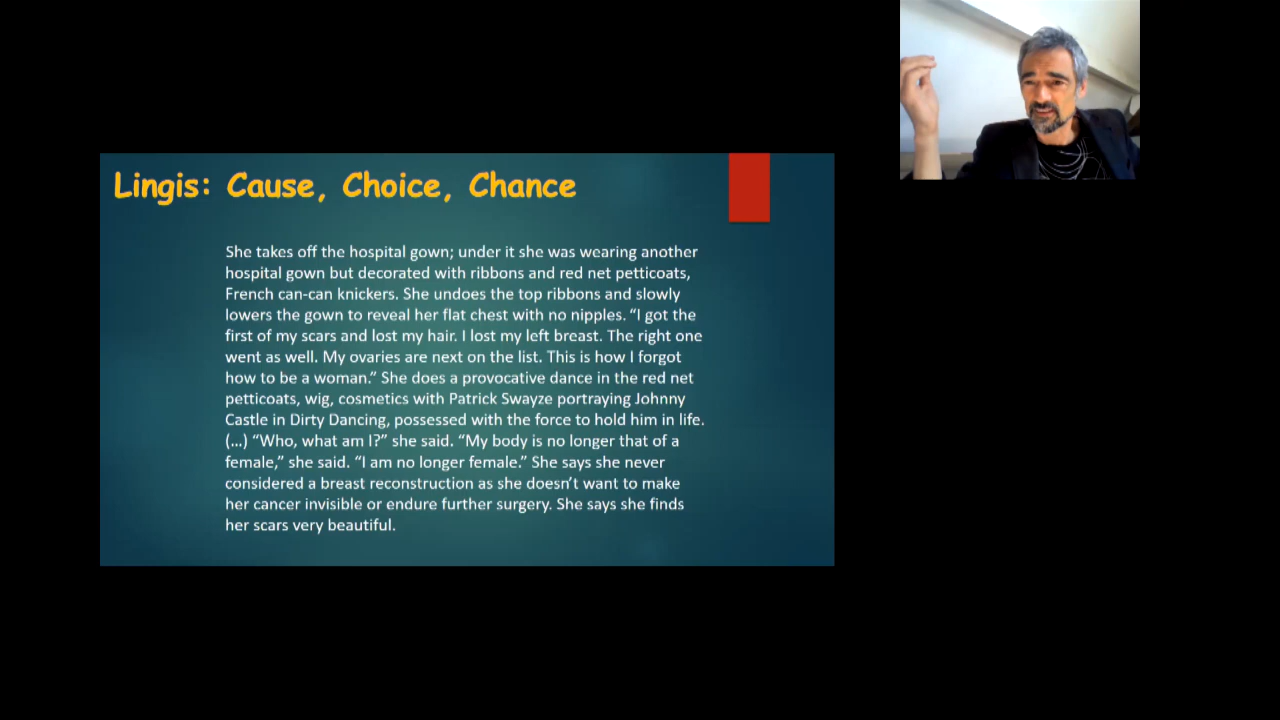 Lingis: Cause, Choice, Chance
She takes off the hospital gown; under it she was wearing another
hospital gown but decorated with ribbons and red net petticoats,
French can-can knickers. She undoes the top ribbons and slowly
lowers the gown to reveal her flat chest with no nipples. “I got the
first of my scars and lost my hair. I lost my left breast. The right one
went as well. My ovaries are next on the list. This is how I forgot
how to be a woman.” She does a provocative dance in the red net
petticoats, wig, cosmetics with Patrick Swayze portraying Johnny
Castle in Dirty Dancing, possessed with the force to hold him in life.
(…) “Who, what am I?” she said. “My body is no longer that of a
female,” she said. “I am no longer female.” She says she never
considered a breast reconstruction as she doesn’t want to make
her cancer invisible or endure further surgery. She says she finds
her scars very beautiful.